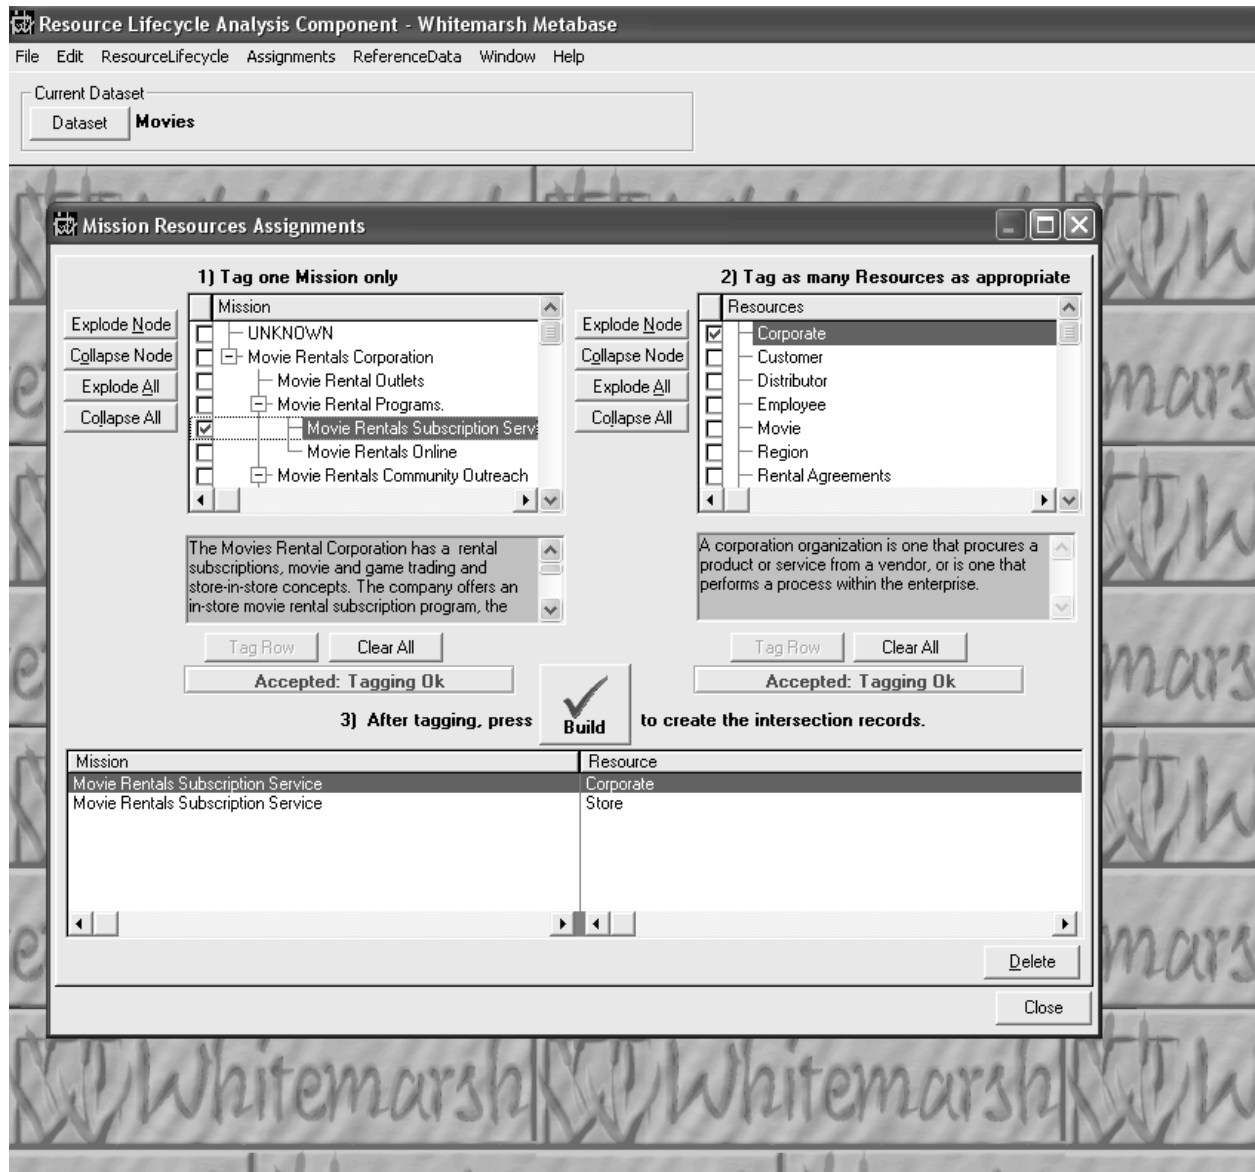 Resource Lifecycle Analysis Component - Whitemarsh Metabase
File Edit ResourceLifecycle Assignments ReferenceData Window Help
Current Dataset
Dataset Movies
Mission Resources Assignments
1) Tag one Mission only
2) Tag as many Resources as appropriate
Explode Node
Collapse Node
Explode All
Collapse All
Mission
UNKNOWN
Movie Rentals Corporation
Movie Rental Outlets
Movie Rental Programs.
Movie Rentals Subscription Serv
Movie Rentals Online
Movie Rentals Community Outreach
Explode Node
Collapse Node
Explode All
Collapse All
Resources
Corporate
Customer
Distributor
Employee
Movie
Region
Rental Agreements
The Movies Rental Corporation has a rental
subscriptions, movie and game trading and
store-in-store concepts. The company offers an
in-store movie rental subscription program, the
A corporation organization is one that procures a
product or service from a vendor, or is one that
performs a process within the enterprise.
Tag Row Clear All
Tag Row Clear All
Accepted: Tagging Ok
Accepted: Tagging Ok
3) After tagging, press Build to create the intersection records.
Mission Resource
Movie Rentals Subscription Service Corporate
Movie Rentals Subscription Service Store
Delete
Close
Whitemarsh Whitemarsh